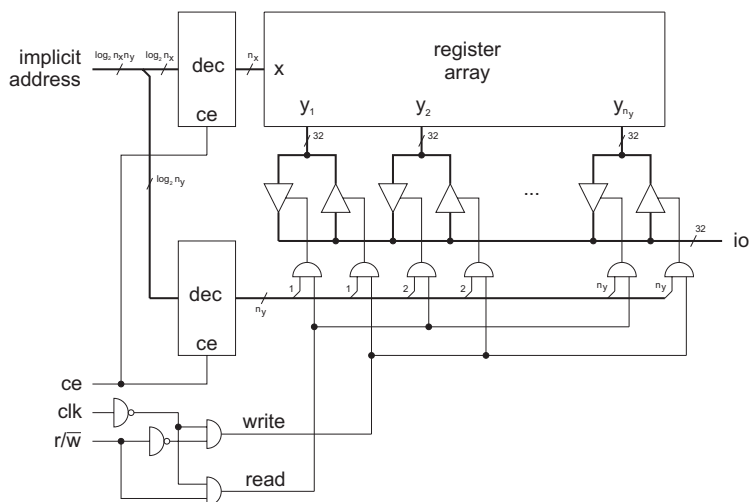 implicit
address
log₂ nₓn_y
log₂ nₓ
dec
ce
nₓ
x
register
array
y₁
y₂
y_{n_y}
32
32
32
log₂ n_y
...
32
io
dec
ce
n_y
1
1
2
2
n_y
n_y
ce
clk
r/w̅
write
read